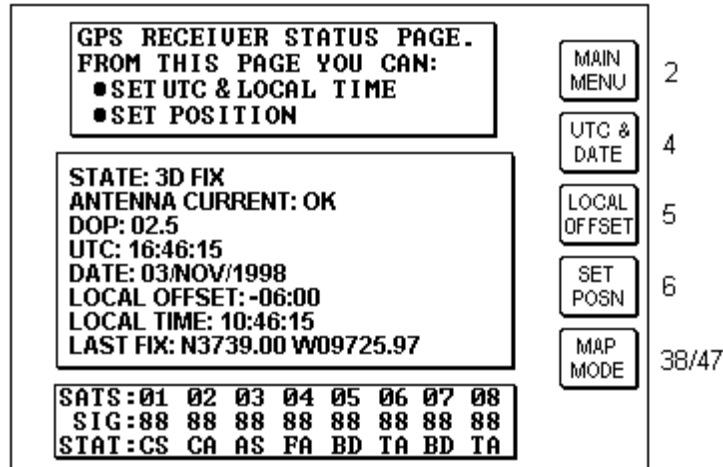 GPS RECEIVER STATUS PAGE.
FROM THIS PAGE YOU CAN:
●SET UTC & LOCAL TIME
●SET POSITION
STATE: 3D FIX
ANTENNA CURRENT: OK
DOP: 02.5
UTC: 16:46:15
DATE: 03/NOV/1998
LOCAL OFFSET: -06:00
LOCAL TIME: 10:46:15
LAST FIX: N3739.00 W09725.97
SATS:01 02 03 04 05 06 07 08
SIG:88 88 88 88 88 88 88 88
STAT:CS CA AS FA BD TA BD TA
MAIN
MENU
2
UTC &
DATE
4
LOCAL
OFFSET
5
SET
POSN
6
MAP
MODE
38/47